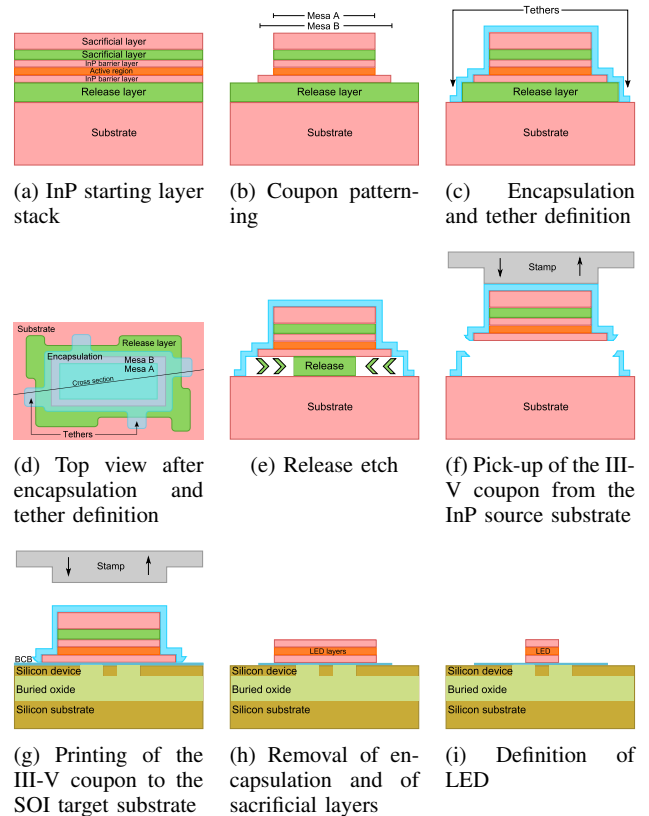 Sacrificial layer
Sacrificial layer
InP barrier layer
Active region
InP barrier layer
Release layer
Substrate
(a) InP starting layer
stack
Mesa A
Mesa B
Release layer
Substrate
(b) Coupon pattern-
ing
Tethers
Release layer
Substrate
(c) Encapsulation
and tether definition
Substrate
Release layer
Encapsulation
Mesa B
Mesa A
Cross section
Tethers
(d) Top view after
encapsulation and
tether definition
Release
Substrate
(e) Release etch
Stamp
Substrate
(f) Pick-up of the III-
V coupon from the
InP source substrate
Stamp
BCB
Silicon device
Buried oxide
Silicon substrate
(g) Printing of the
III-V coupon to the
SOI target substrate
LED layers
Silicon device
Buried oxide
Silicon substrate
(h) Removal of en-
capsulation and of
sacrificial layers
LED
Silicon device
Buried oxide
Silicon substrate
(i) Definition of
LED